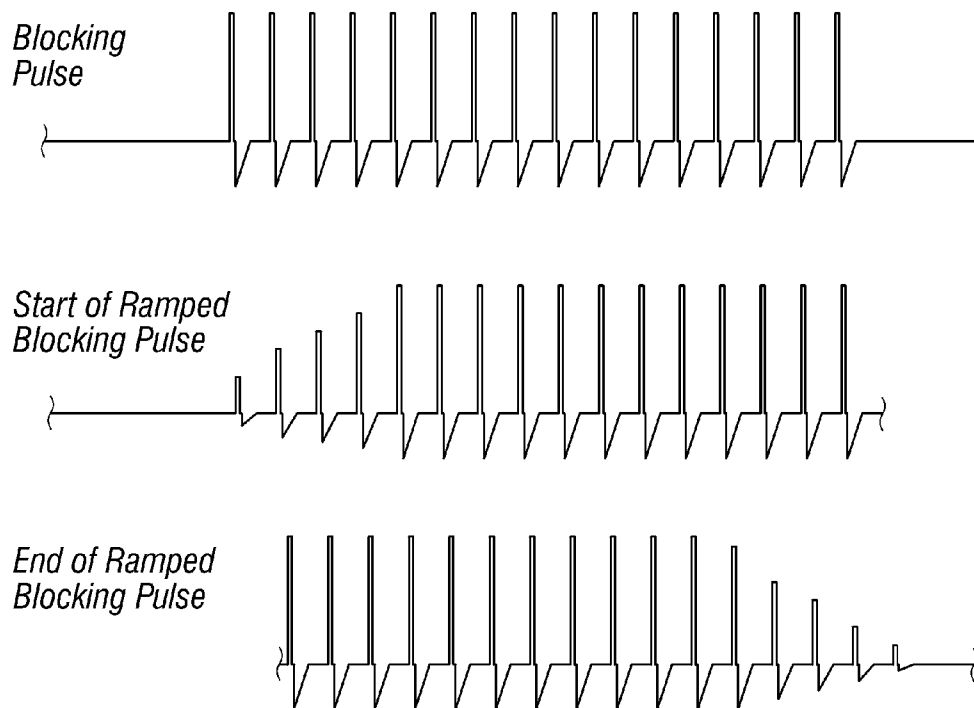 Blocking
Pulse
Start of Ramped
Blocking Pulse
End of Ramped
Blocking Pulse